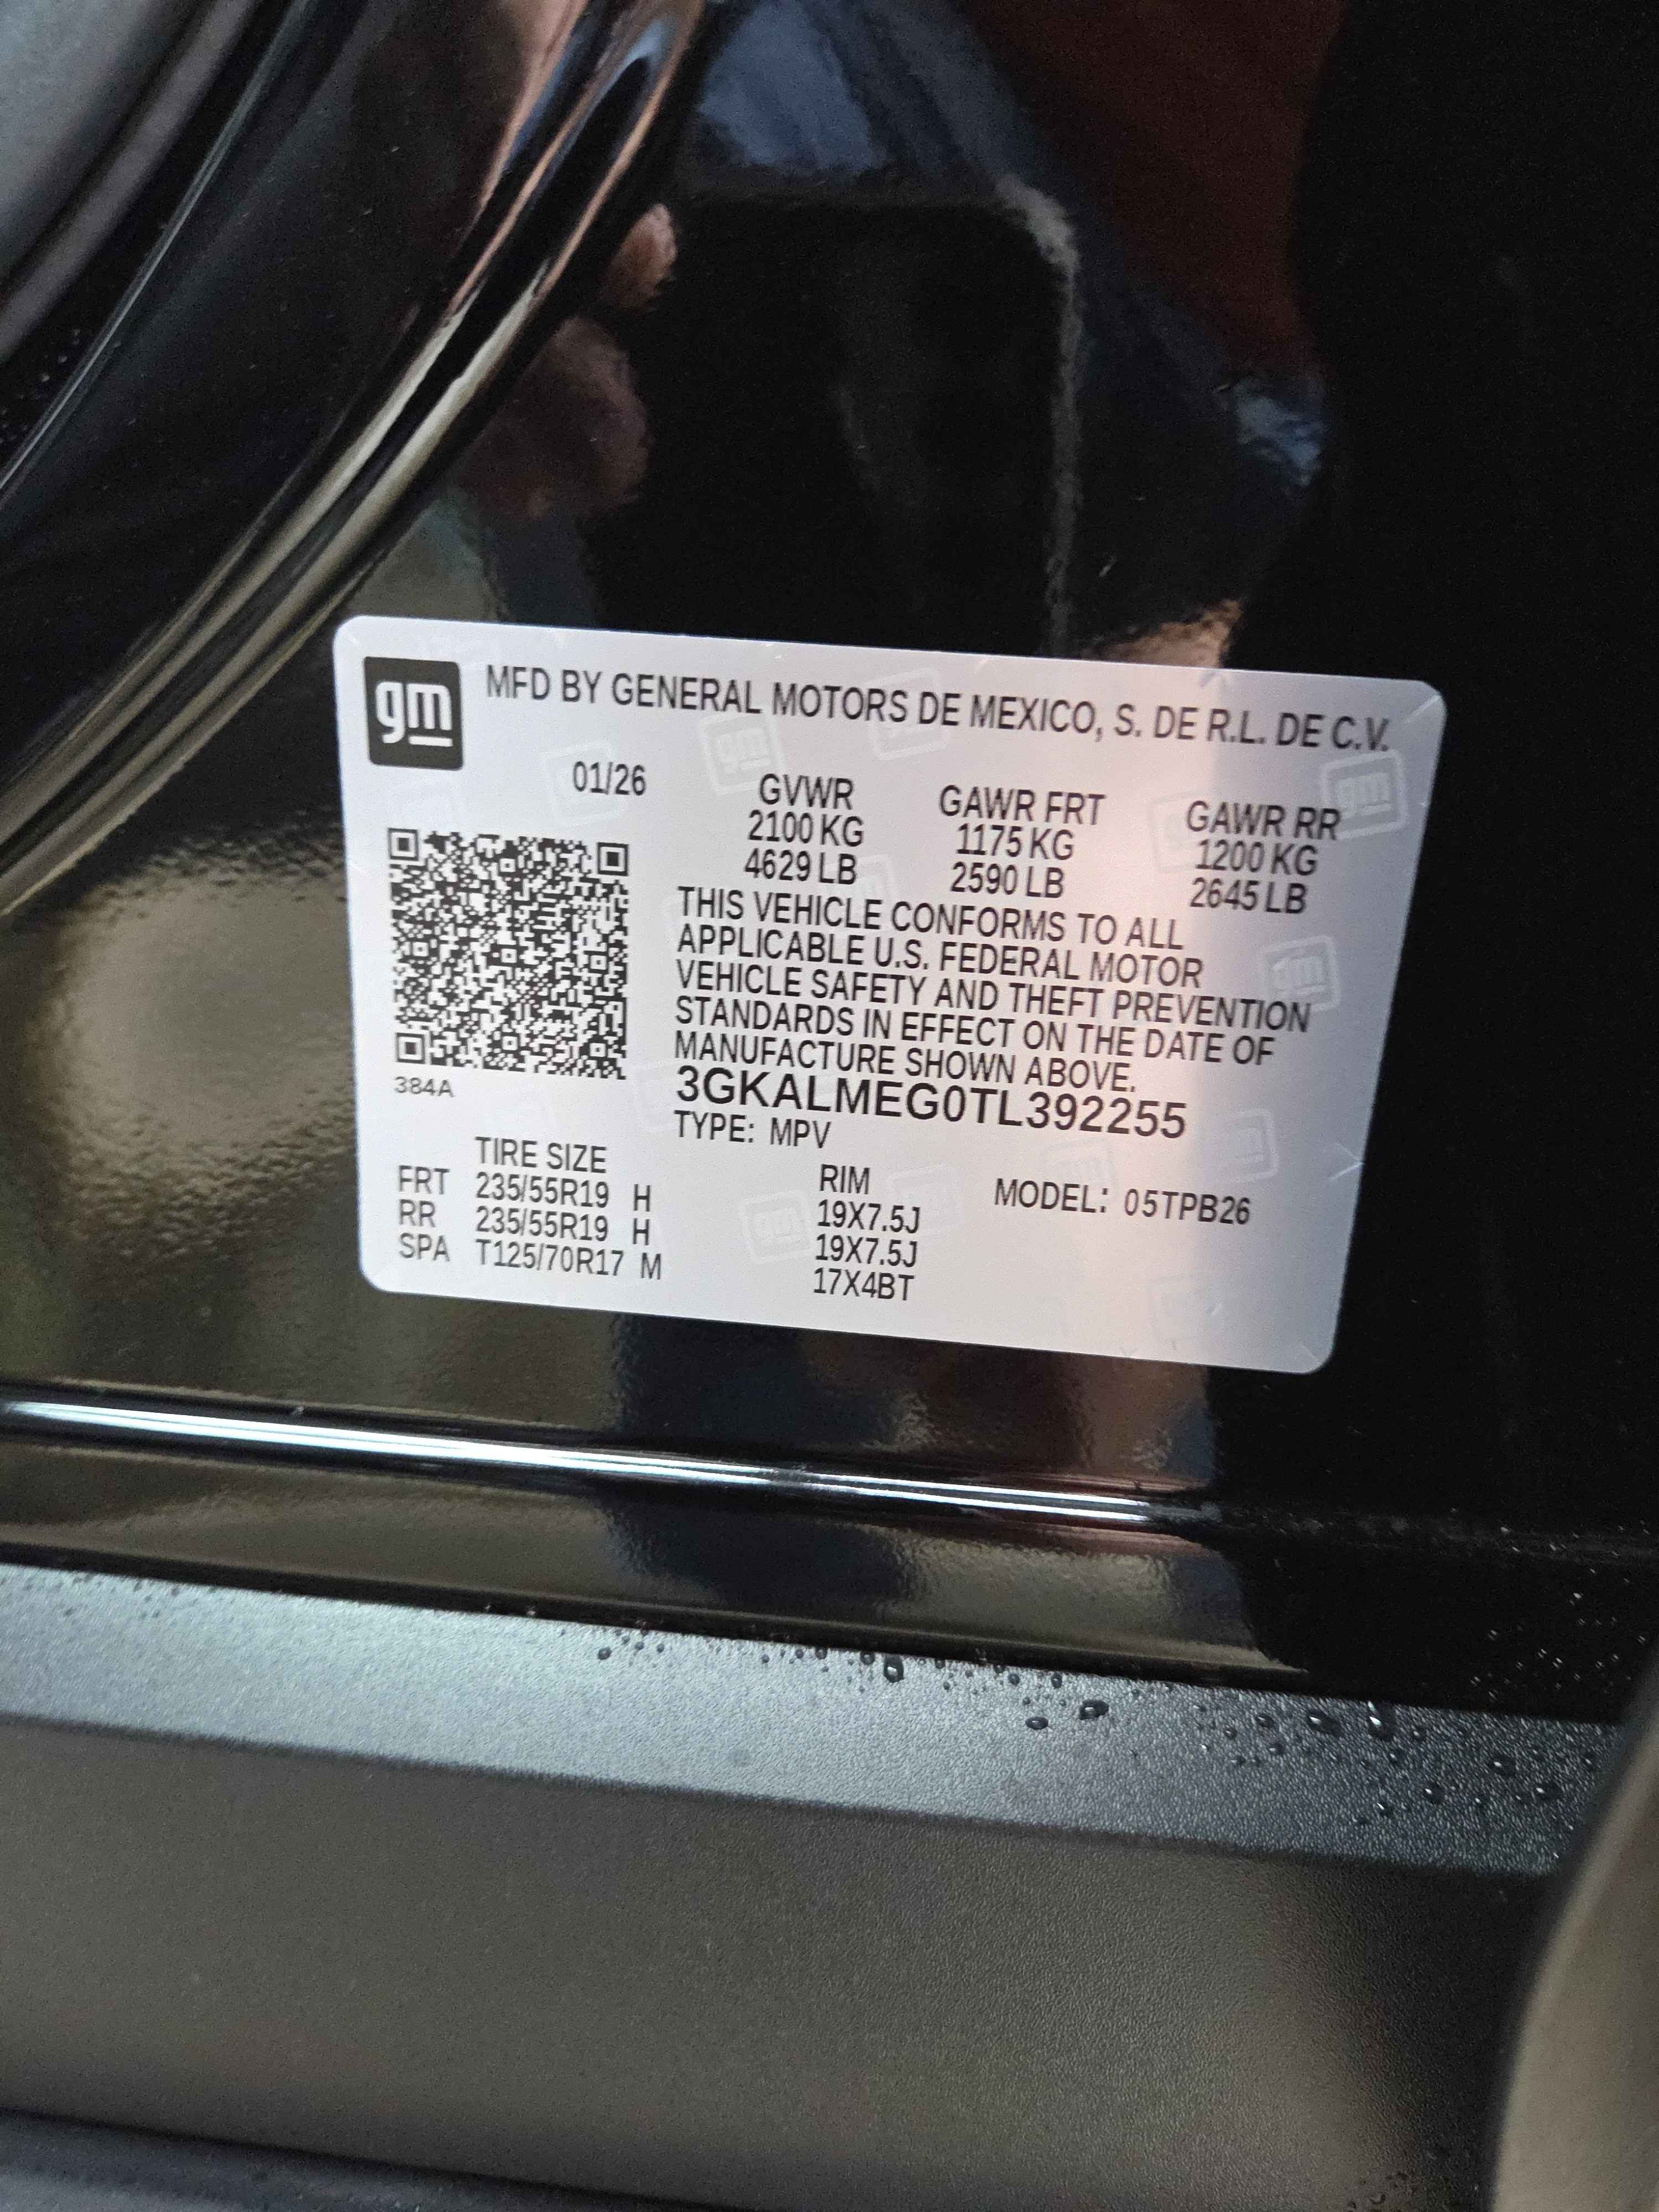 gm
MFD BY GENERAL MOTORS DE MEXICO, S. DE R.L. DE C.V.
01/26
GVWR GAWR FRT GAWR RR
2100 KG 1175 KG 1200 KG
4629 LB 2590 LB 2645 LB
THIS VEHICLE CONFORMS TO ALL
APPLICABLE U.S. FEDERAL MOTOR
VEHICLE SAFETY AND THEFT PREVENTION
STANDARDS IN EFFECT ON THE DATE OF
MANUFACTURE SHOWN ABOVE.
384A
3GKALMEG0TL392255
TYPE: MPV
TIRE SIZE RIM MODEL: 05TPB26
FRT 235/55R19 H 19X7.5J
RR 235/55R19 H 19X7.5J
SPA T125/70R17 M 17X4BT